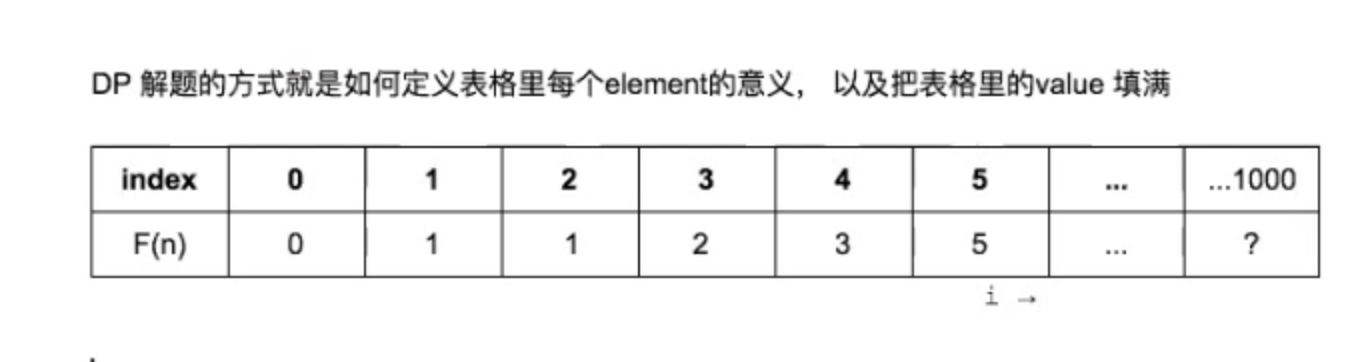 DP 解题的方式就是如何定义表格里每个element的意义， 以及把表格里的value 填满
index 0 1 2 3 4 5 ... ...1000
F(n) 0 1 1 2 3 5 ... ?
i →